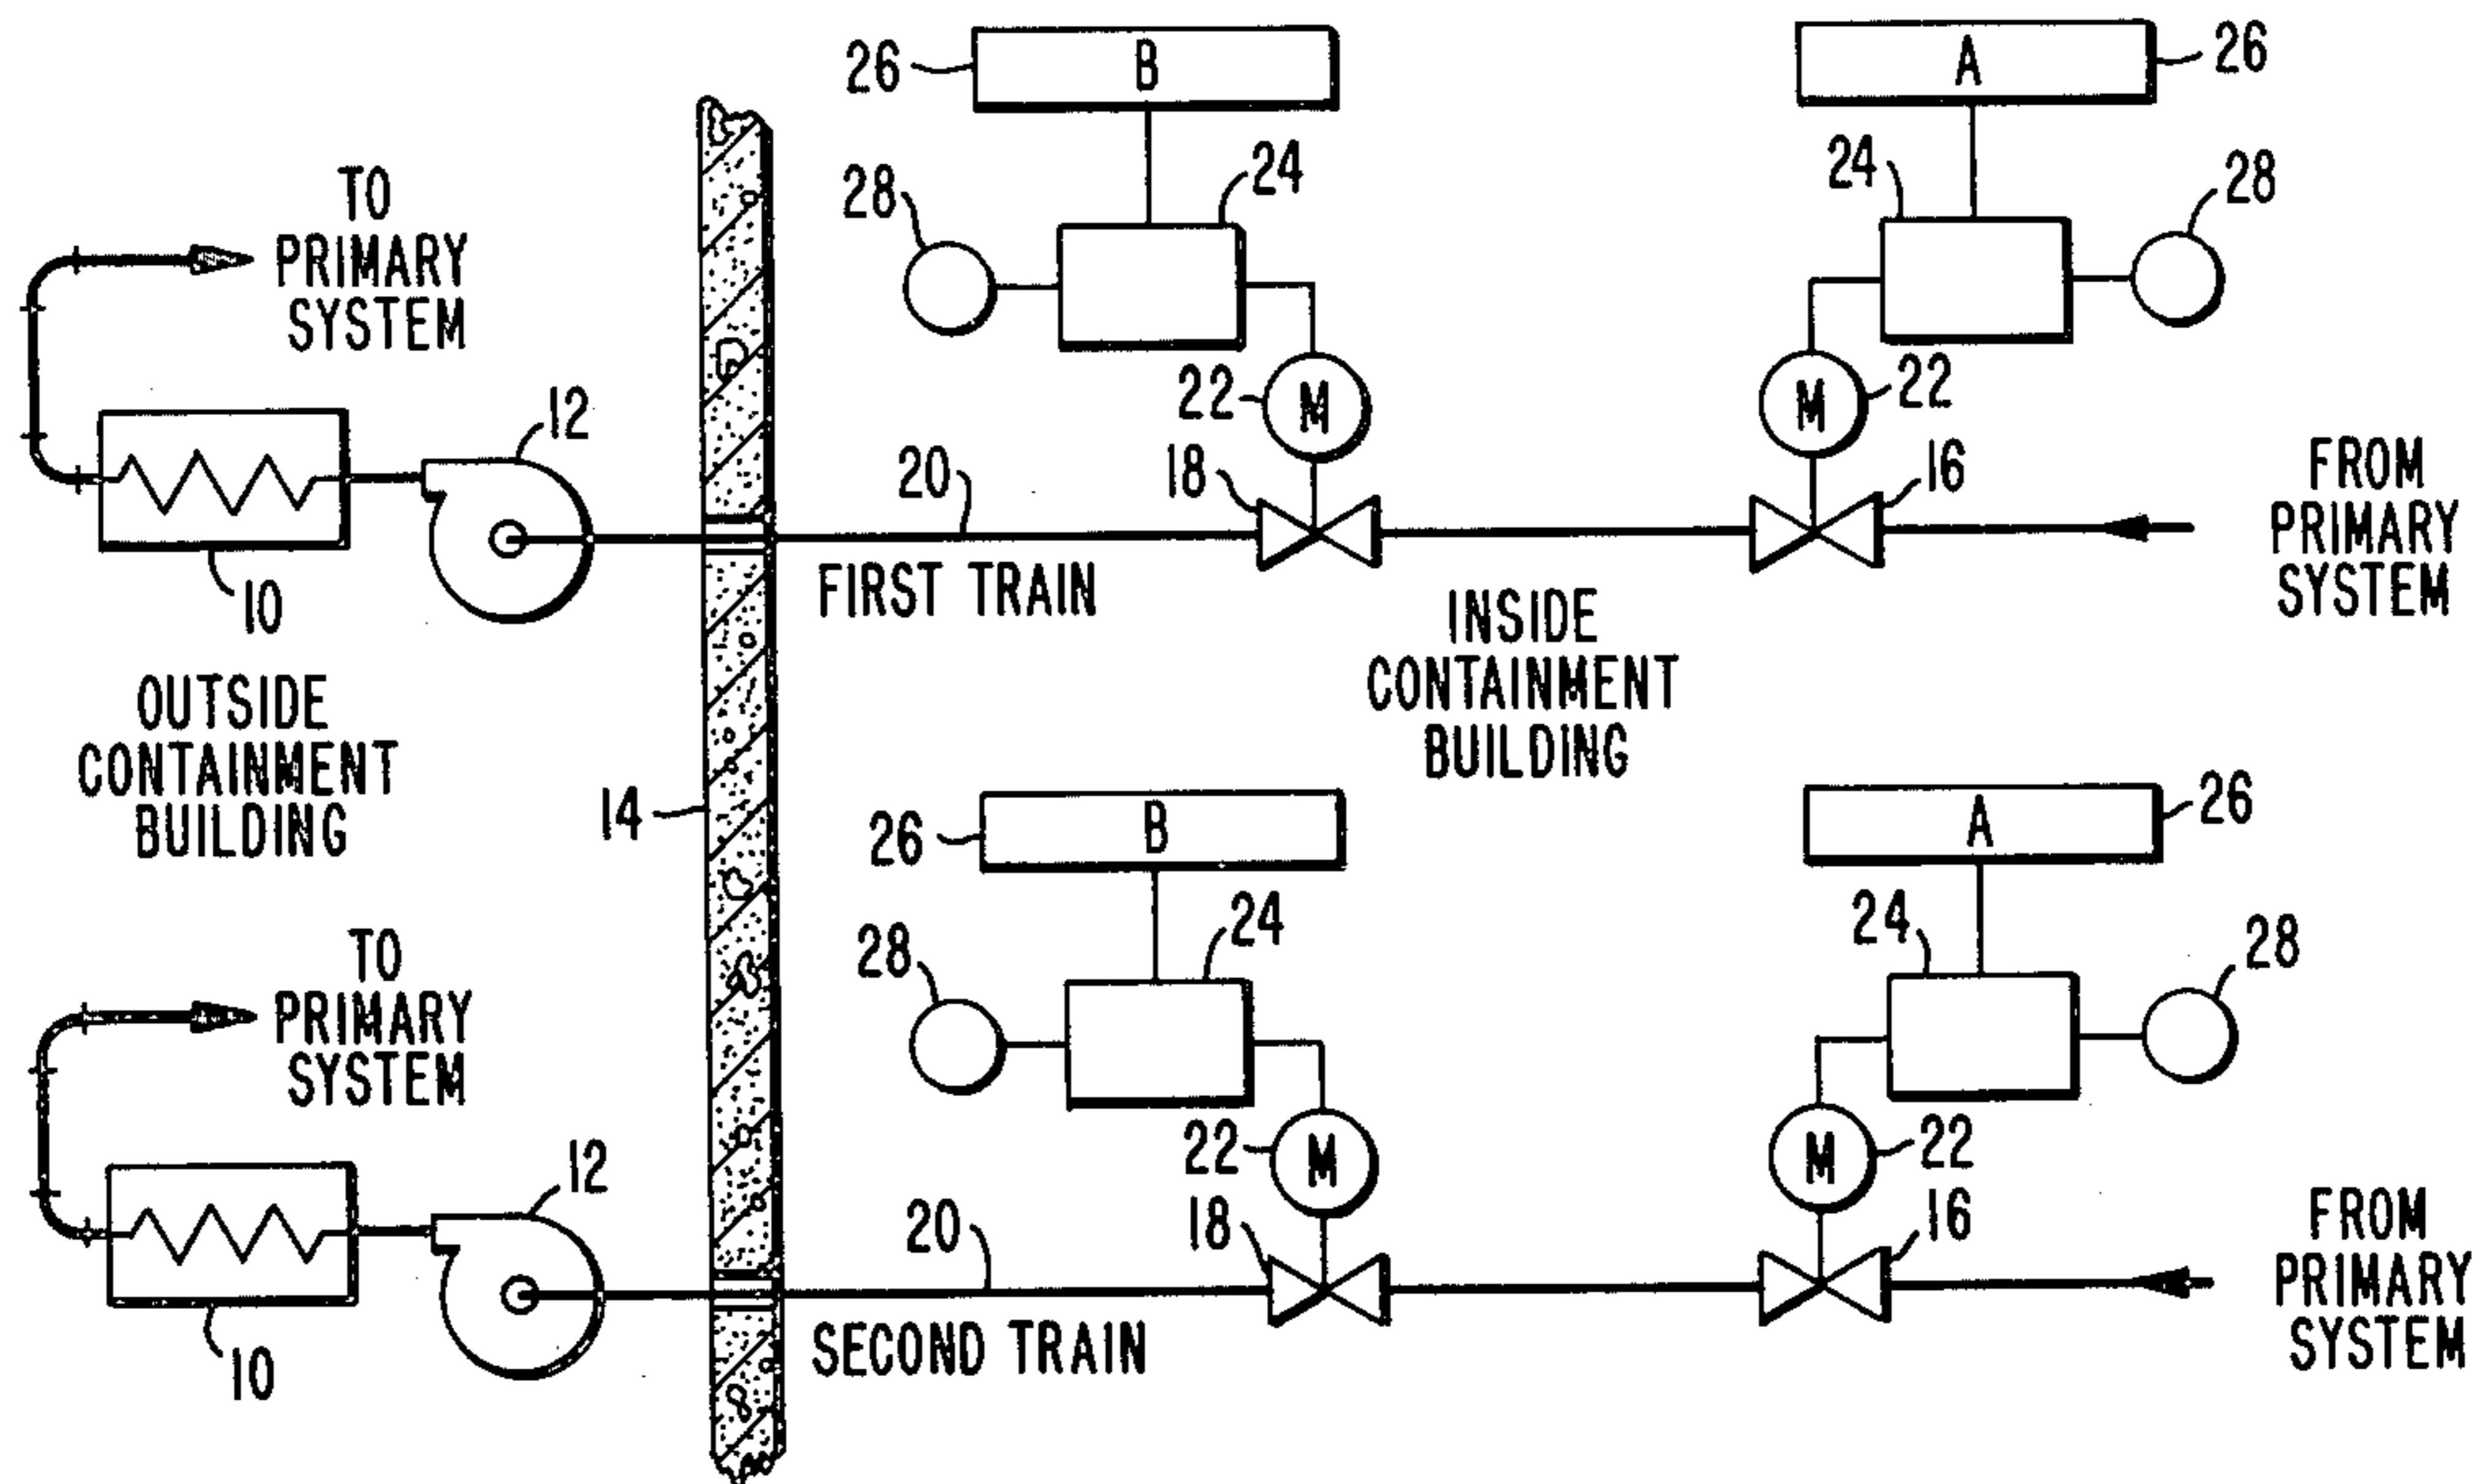 26
B
A
26
24
28
24
28
TO
PRIMARY
SYSTEM
22
M
M
22
12
20
18
16
FROM
PRIMARY
SYSTEM
10
FIRST TRAIN
INSIDE
CONTAINMENT
BUILDING
OUTSIDE
CONTAINMENT
BUILDING
14
26
B
A
26
24
28
24
28
TO
PRIMARY
SYSTEM
22
M
M
22
12
20
18
16
FROM
PRIMARY
SYSTEM
10
SECOND TRAIN